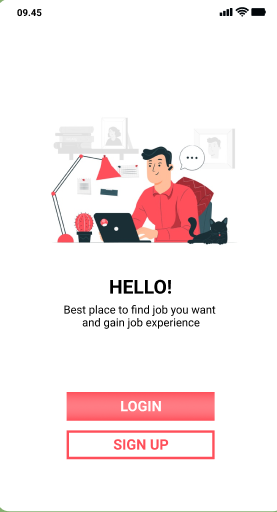 09.45
HELLO!
Best place to find job you want
and gain job experience
LOGIN
SIGN UP